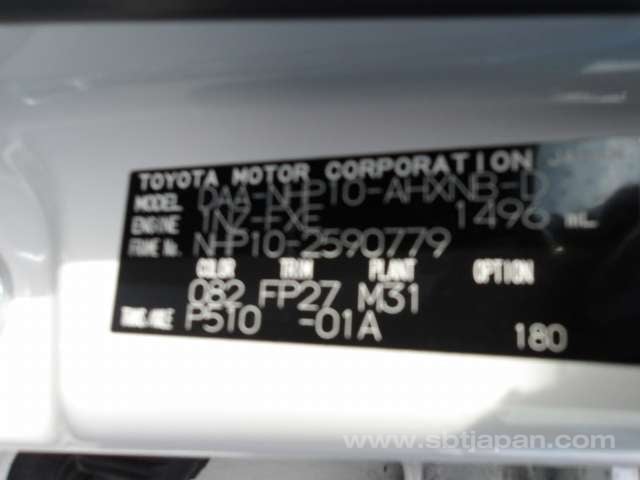 TOYOTA MOTOR CORPORATION JAPAN
MODEL DAA-NHP10-AHXNB-D
ENGINE 1NZ-FXE 1496 mL
FRAME No. NHP10-2590779
COLOR TRIM PLANT OPTION
082 FP27 M31
TRANS/AXLE P510 -01A 180
www.sbtjapan.com